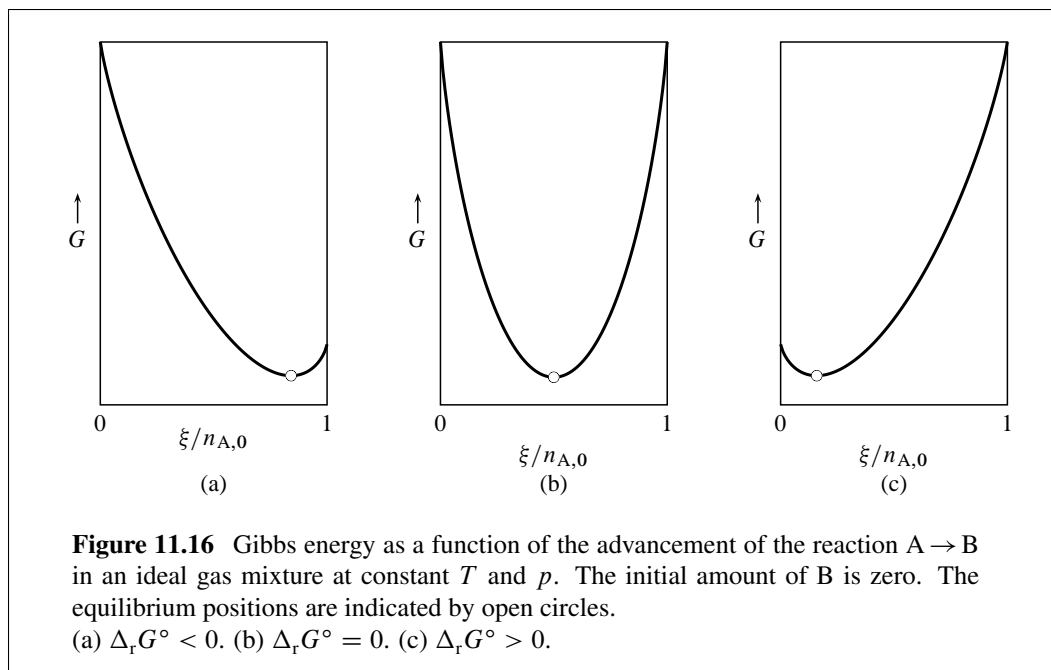 G
0
1
ξ/n_A,0
(a)
G
0
1
ξ/n_A,0
(b)
G
0
1
ξ/n_A,0
(c)
Figure 11.16 Gibbs energy as a function of the advancement of the reaction A → B
in an ideal gas mixture at constant T and p. The initial amount of B is zero. The
equilibrium positions are indicated by open circles.
(a) Δ_rG° < 0. (b) Δ_rG° = 0. (c) Δ_rG° > 0.